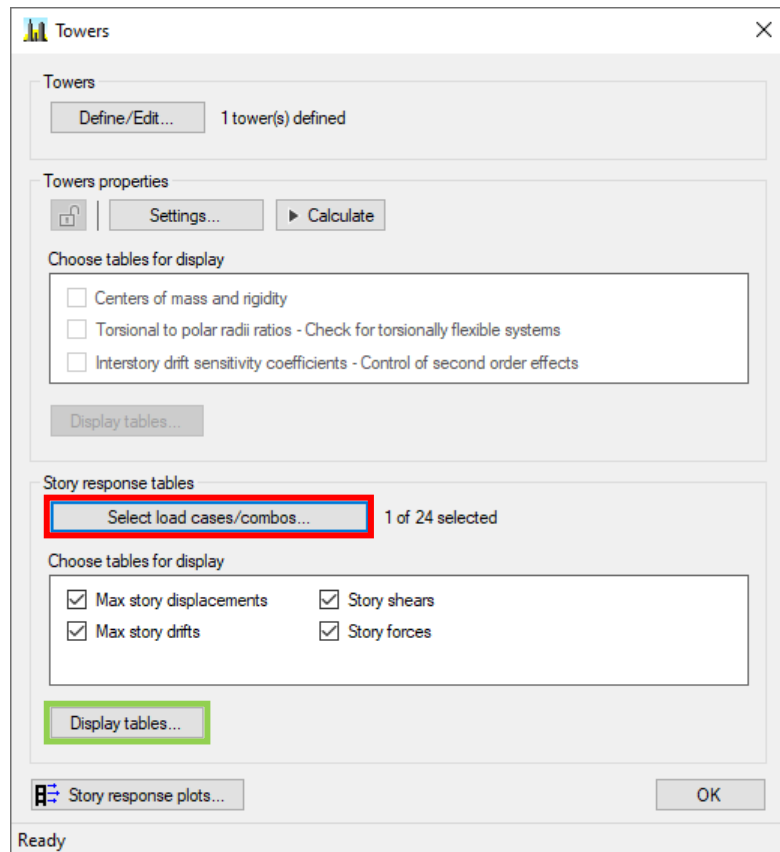 Towers
Towers
Define/Edit... 1 tower(s) defined
Towers properties
Settings... Calculate
Choose tables for display
Centers of mass and rigidity
Torsional to polar radii ratios - Check for torsionally flexible systems
Interstory drift sensitivity coefficients - Control of second order effects
Display tables...
Story response tables
Select load cases/combos... 1 of 24 selected
Choose tables for display
Max story displacements Story shears
Max story drifts Story forces
Display tables...
Story response plots... OK
Ready